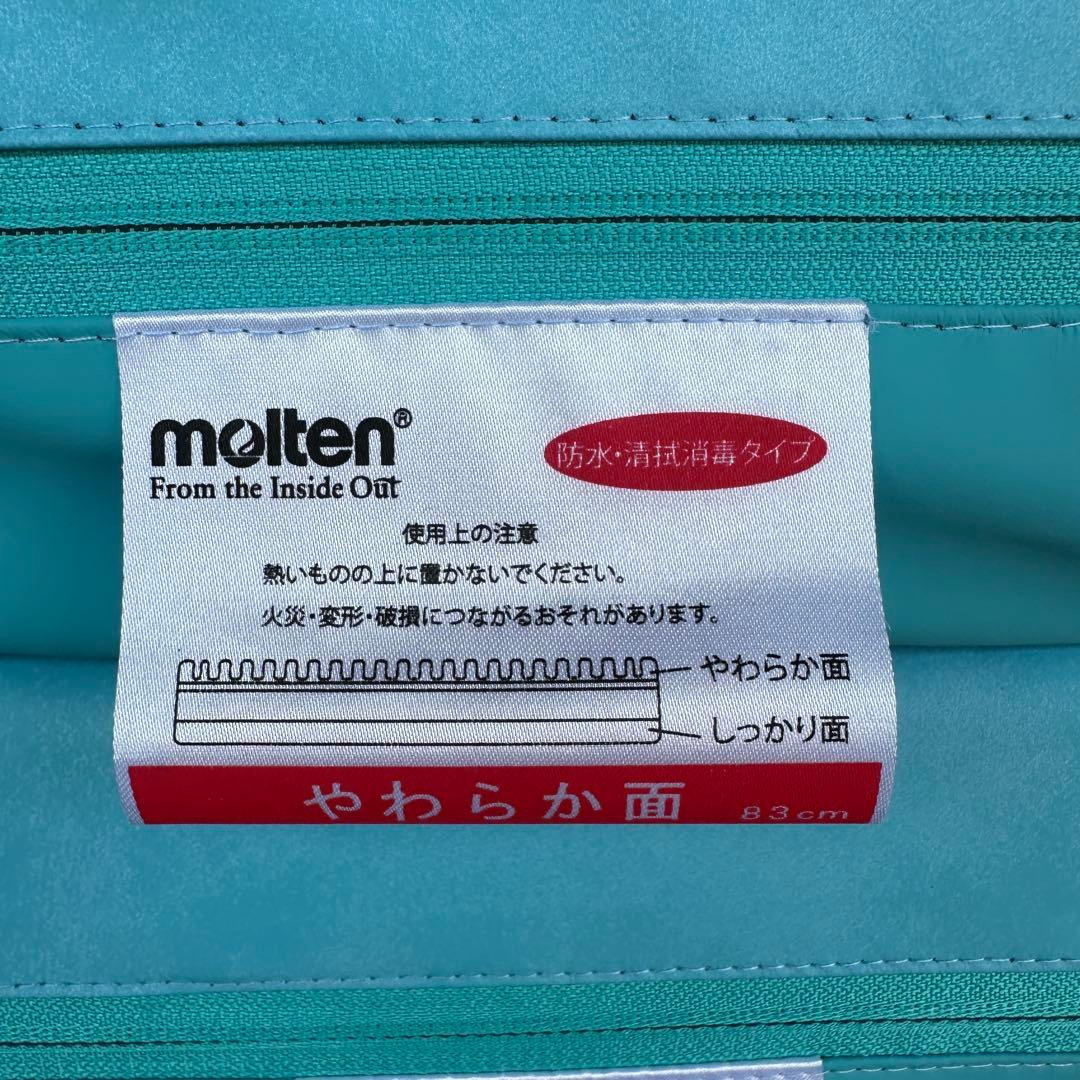 molten®
From the Inside Out
防水・清拭消毒タイプ
使用上の注意
熱いものの上に置かないでください。
火災・変形・破損につながるおそれがあります。
やわらか面
しっかり面
やわらか面 83cm